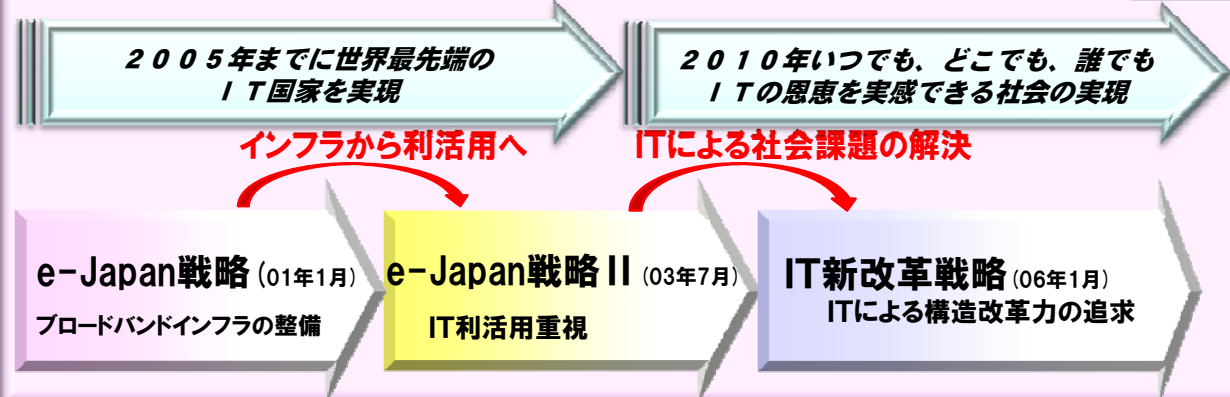 ２００５年までに世界最先端の
ＩＴ国家を実現
２０１０年いつでも、どこでも、誰でも
ＩＴの恩恵を実感できる社会の実現
インフラから利活用へ
ITによる社会課題の解決
e-Japan戦略(01年1月)
ブロードバンドインフラの整備
e-Japan戦略Ⅱ(03年7月)
IT利活用重視
IT新改革戦略(06年1月)
ITによる構造改革力の追求